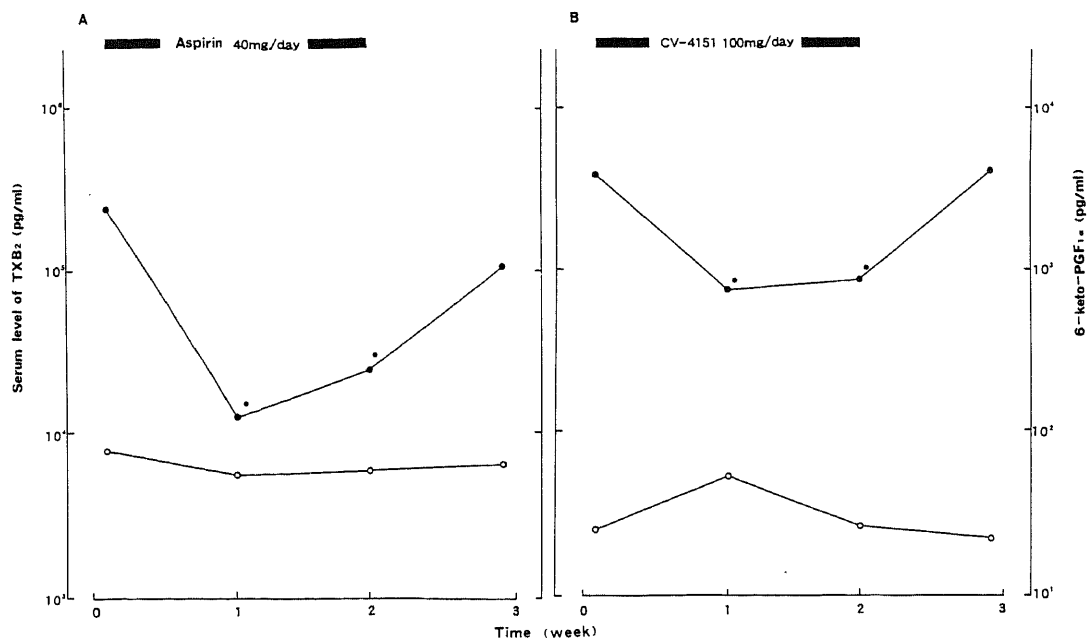 A
Aspirin 40mg/day
B
CV-4151 100mg/day
Serum level of TXB₂ (pg/ml)
10⁶
10⁵
10⁴
10³
0 1 2 3
0 1 2 3
Time (week)
10⁴
10³
10²
10¹
6-keto-PGF₁α (pg/ml)